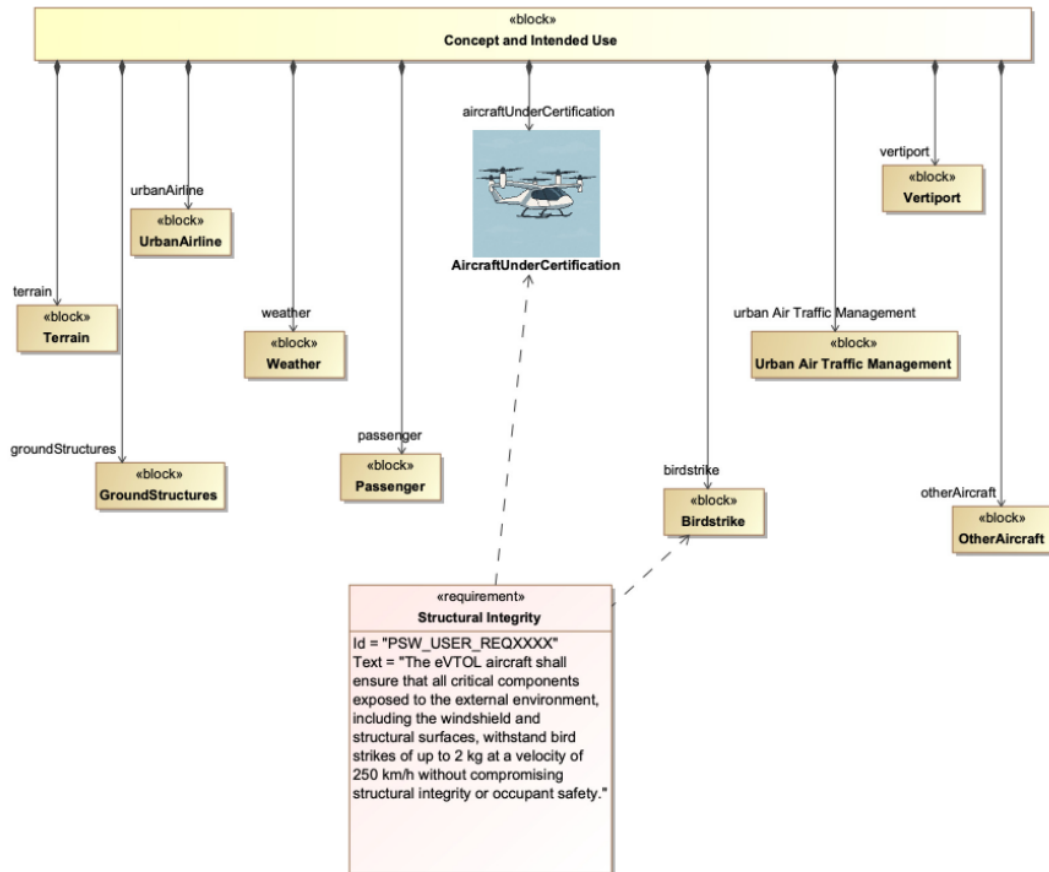 «block»
Concept and Intended Use
aircraftUnderCertification
vertiport
«block»
Vertiport
urbanAirline
«block»
UrbanAirline
AircraftUnderCertification
terrain
«block»
Terrain
weather
«block»
Weather
urban Air Traffic Management
«block»
Urban Air Traffic Management
groundStructures
«block»
GroundStructures
passenger
«block»
Passenger
birdstrike
«block»
Birdstrike
otherAircraft
«block»
OtherAircraft
«requirement»
Structural Integrity
Id = "PSW_USER_REQXXXX"
Text = "The eVTOL aircraft shall
ensure that all critical components
exposed to the external environment,
including the windshield and
structural surfaces, withstand bird
strikes of up to 2 kg at a velocity of
250 km/h without compromising
structural integrity or occupant safety."